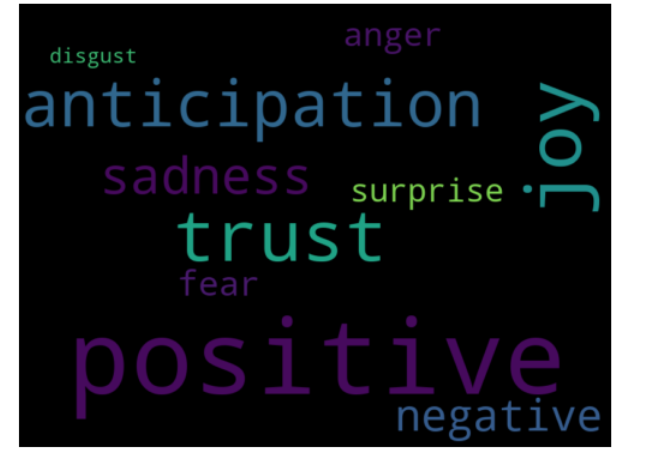 anger
disgust
anticipation
joy
sadness
surprise
trust
fear
positive
negative